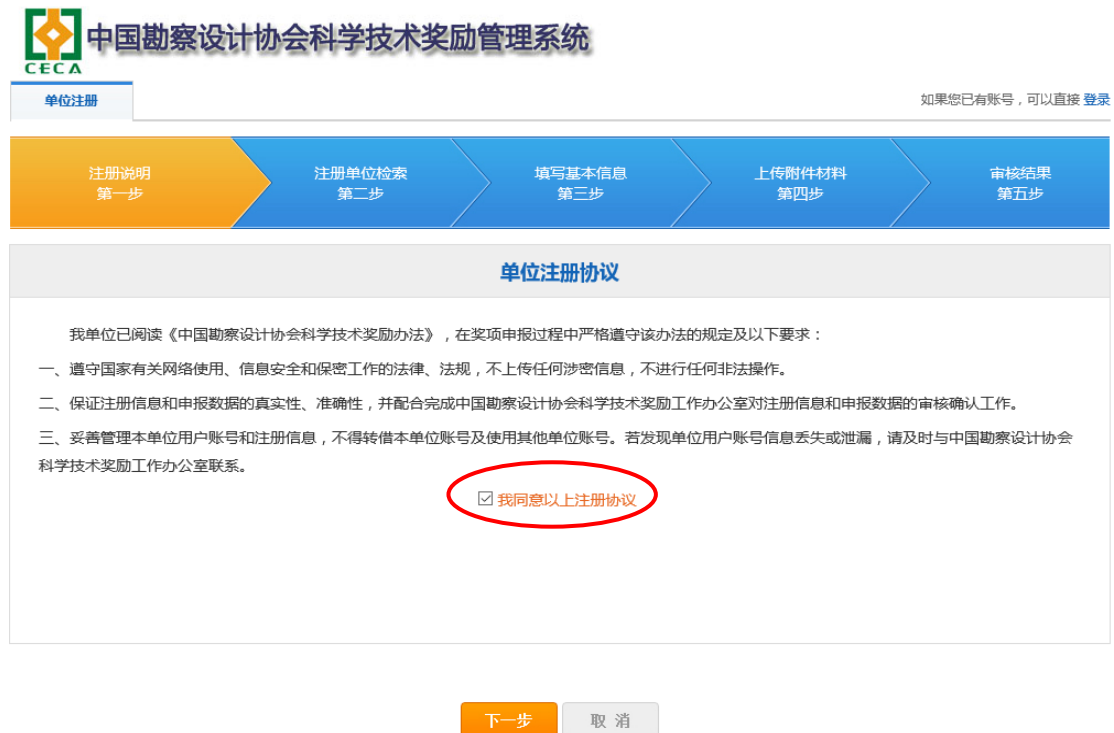 中国勘察设计协会科学技术奖励管理系统
CECA
单位注册
如果您已有账号，可以直接 登录
注册说明
第一步
注册单位检索
第二步
填写基本信息
第三步
上传附件材料
第四步
审核结果
第五步
单位注册协议
我单位已阅读《中国勘察设计协会科学技术奖励办法》，在奖项申报过程中严格遵守该办法的规定及以下要求：
一、遵守国家有关网络使用、信息安全和保密工作的法律、法规，不上传任何涉密信息，不进行任何非法操作。
二、保证注册信息和申报数据的真实性、准确性，并配合完成中国勘察设计协会科学技术奖励工作办公室对注册信息和申报数据的审核确认工作。
三、妥善管理本单位用户账号和注册信息，不得转借本单位账号及使用其他单位账号。若发现单位用户账号信息丢失或泄漏，请及时与中国勘察设计协会
科学技术奖励工作办公室联系。
我同意以上注册协议
下一步
取 消